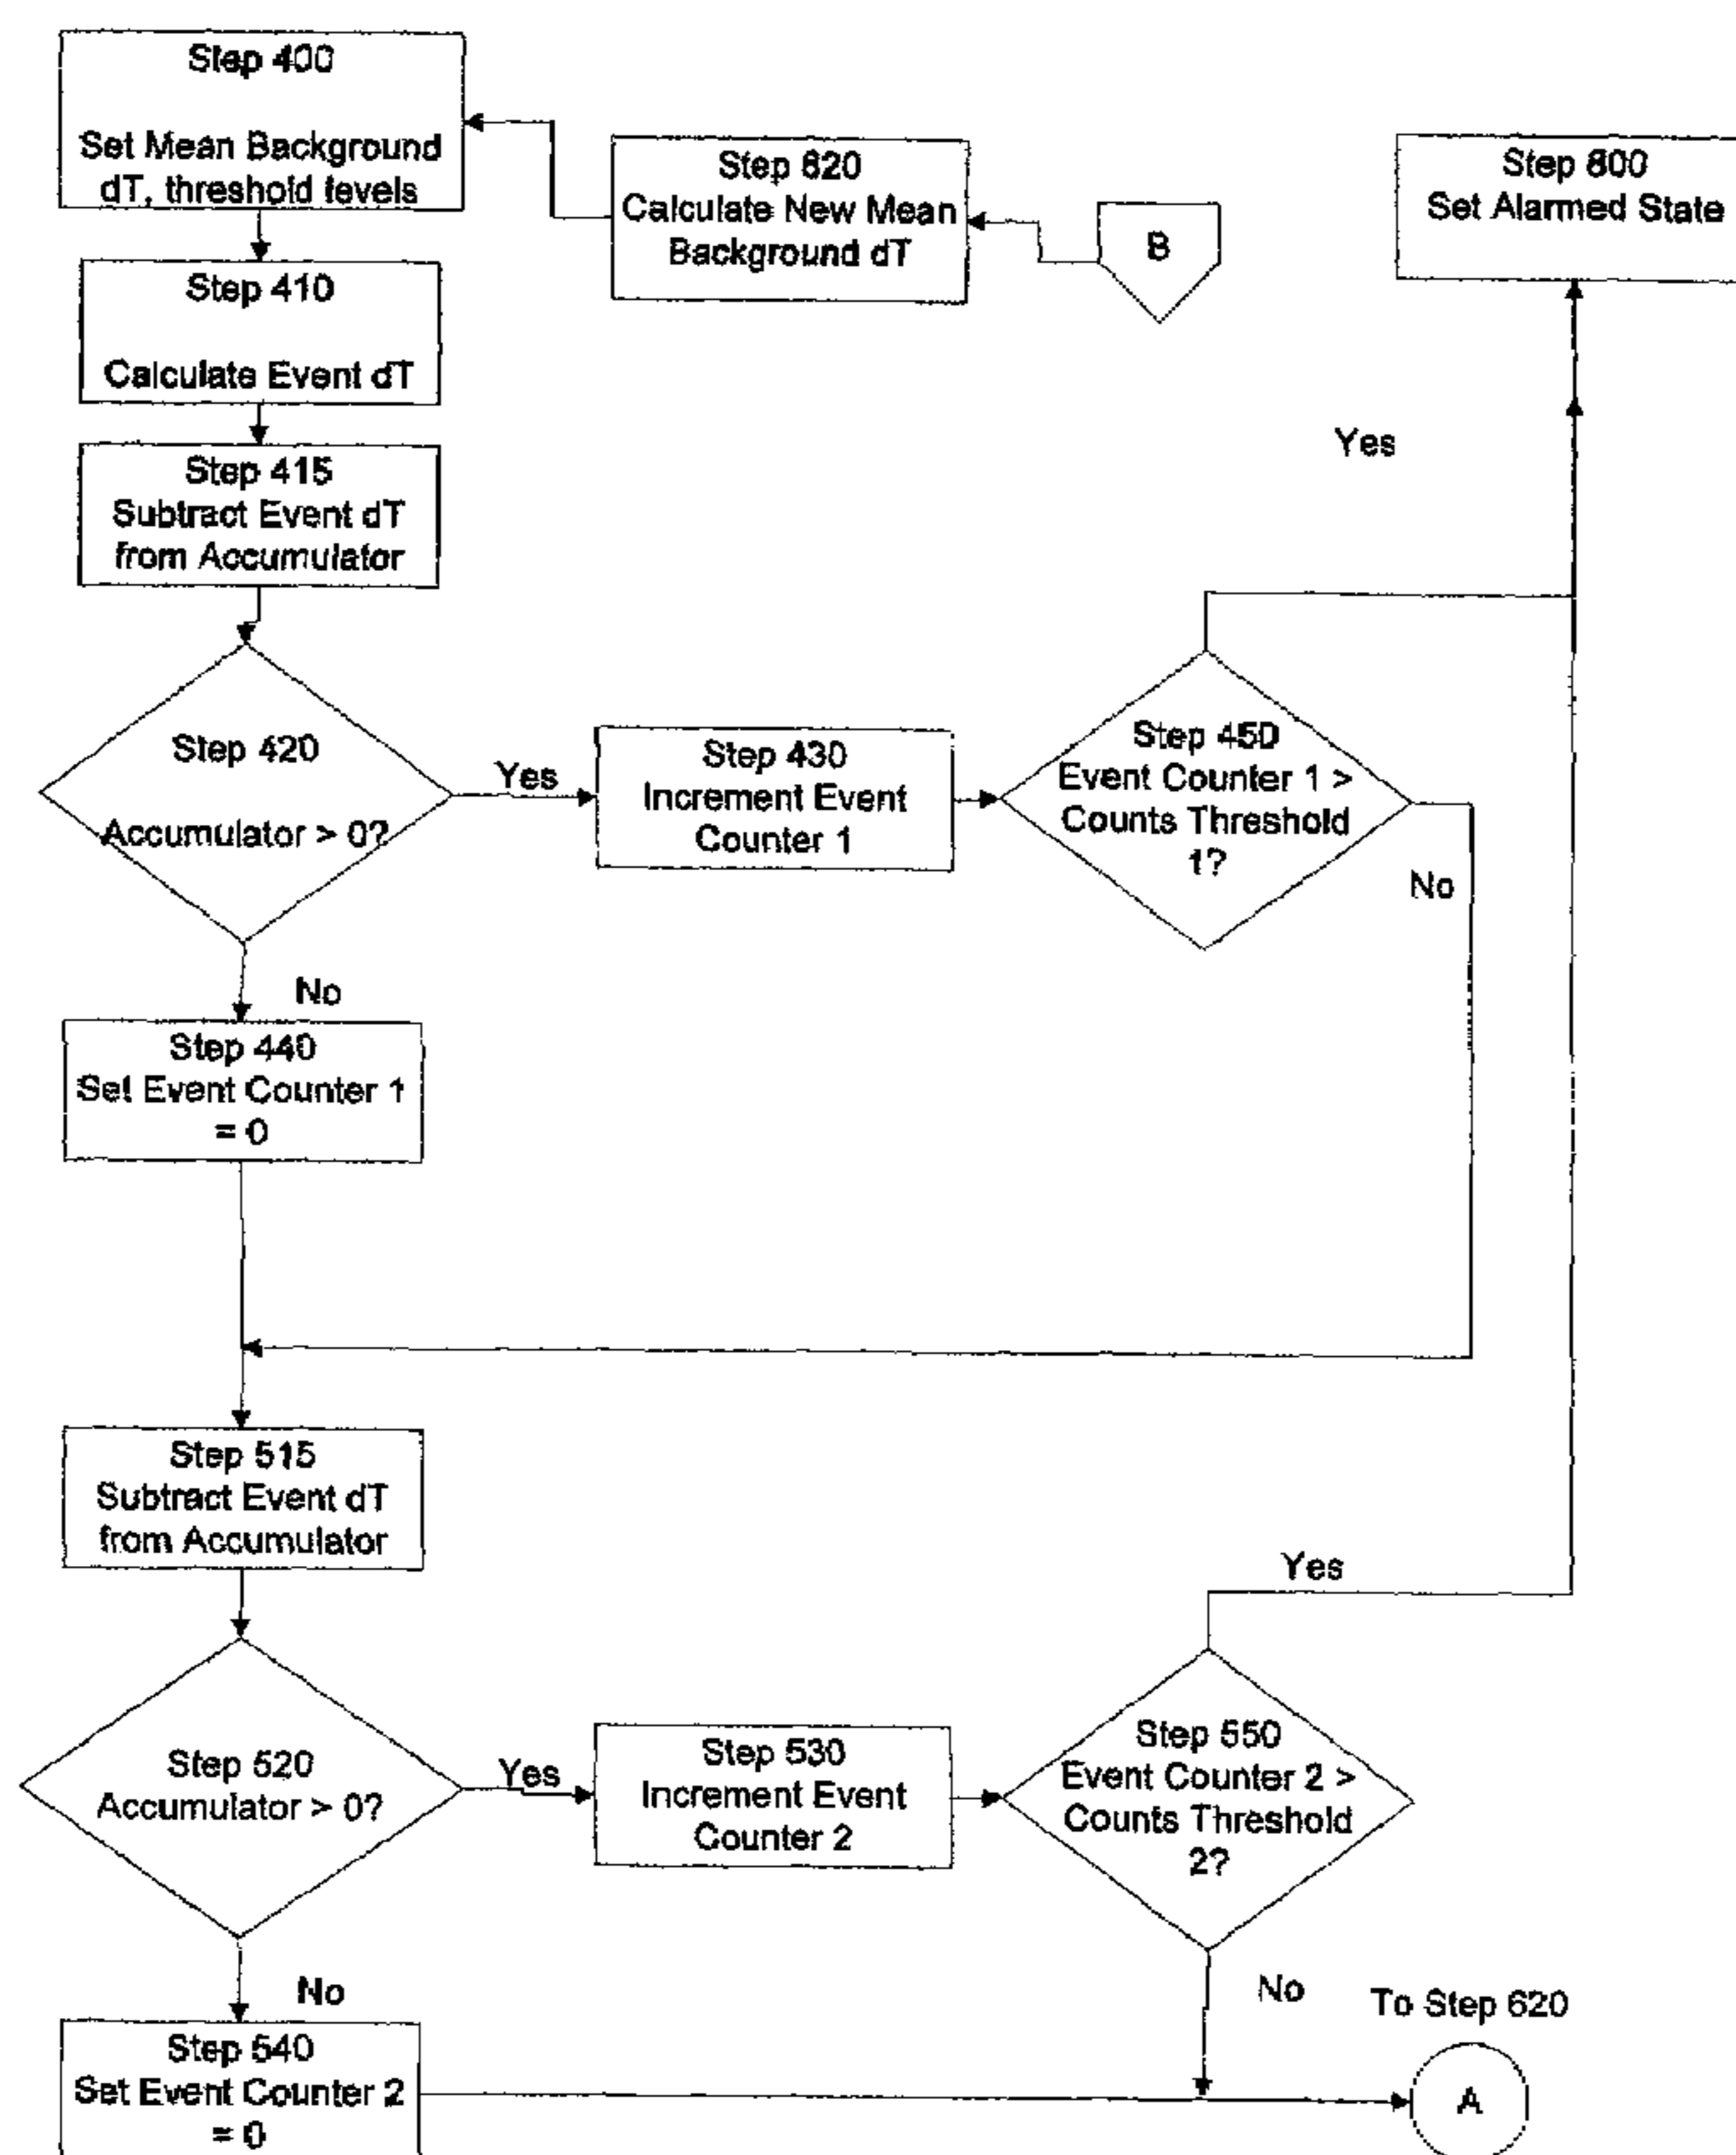 Step 400
Set Mean Background
dT, threshold levels
Step 820
Calculate New Mean
Background dT
B
Step 800
Set Alarmed State
Step 410
Calculate Event dT
Step 415
Subtract Event dT
from Accumulator
Yes
Step 420
Accumulator > 0?
Yes
Step 430
Increment Event
Counter 1
Step 450
Event Counter 1 >
Counts Threshold
1?
No
No
Step 440
Set Event Counter 1
= 0
Step 515
Subtract Event dT
from Accumulator
Yes
Step 520
Accumulator > 0?
Yes
Step 530
Increment Event
Counter 2
Step 550
Event Counter 2 >
Counts Threshold
2?
No
No
To Step 620
Step 540
Set Event Counter 2
= 0
A